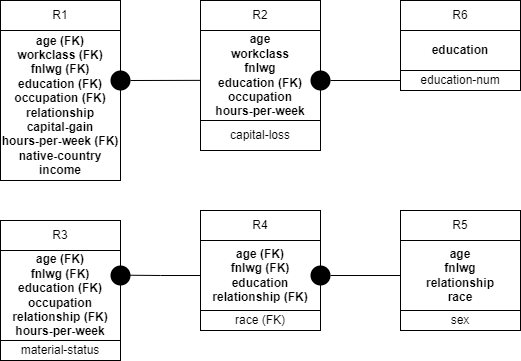 R1
age (FK)
workclass (FK)
fnlwg (FK)
education (FK)
occupation (FK)
relationship
capital-gain
hours-per-week (FK)
native-country
income
R2
age
workclass
fnlwg
education (FK)
occupation
hours-per-week
capital-loss
R6
education
education-num
R3
age (FK)
fnlwg (FK)
education (FK)
occupation
relationship (FK)
hours-per-week
material-status
R4
age (FK)
fnlwg (FK)
education
relationship (FK)
race (FK)
R5
age
fnlwg
relationship
race
sex